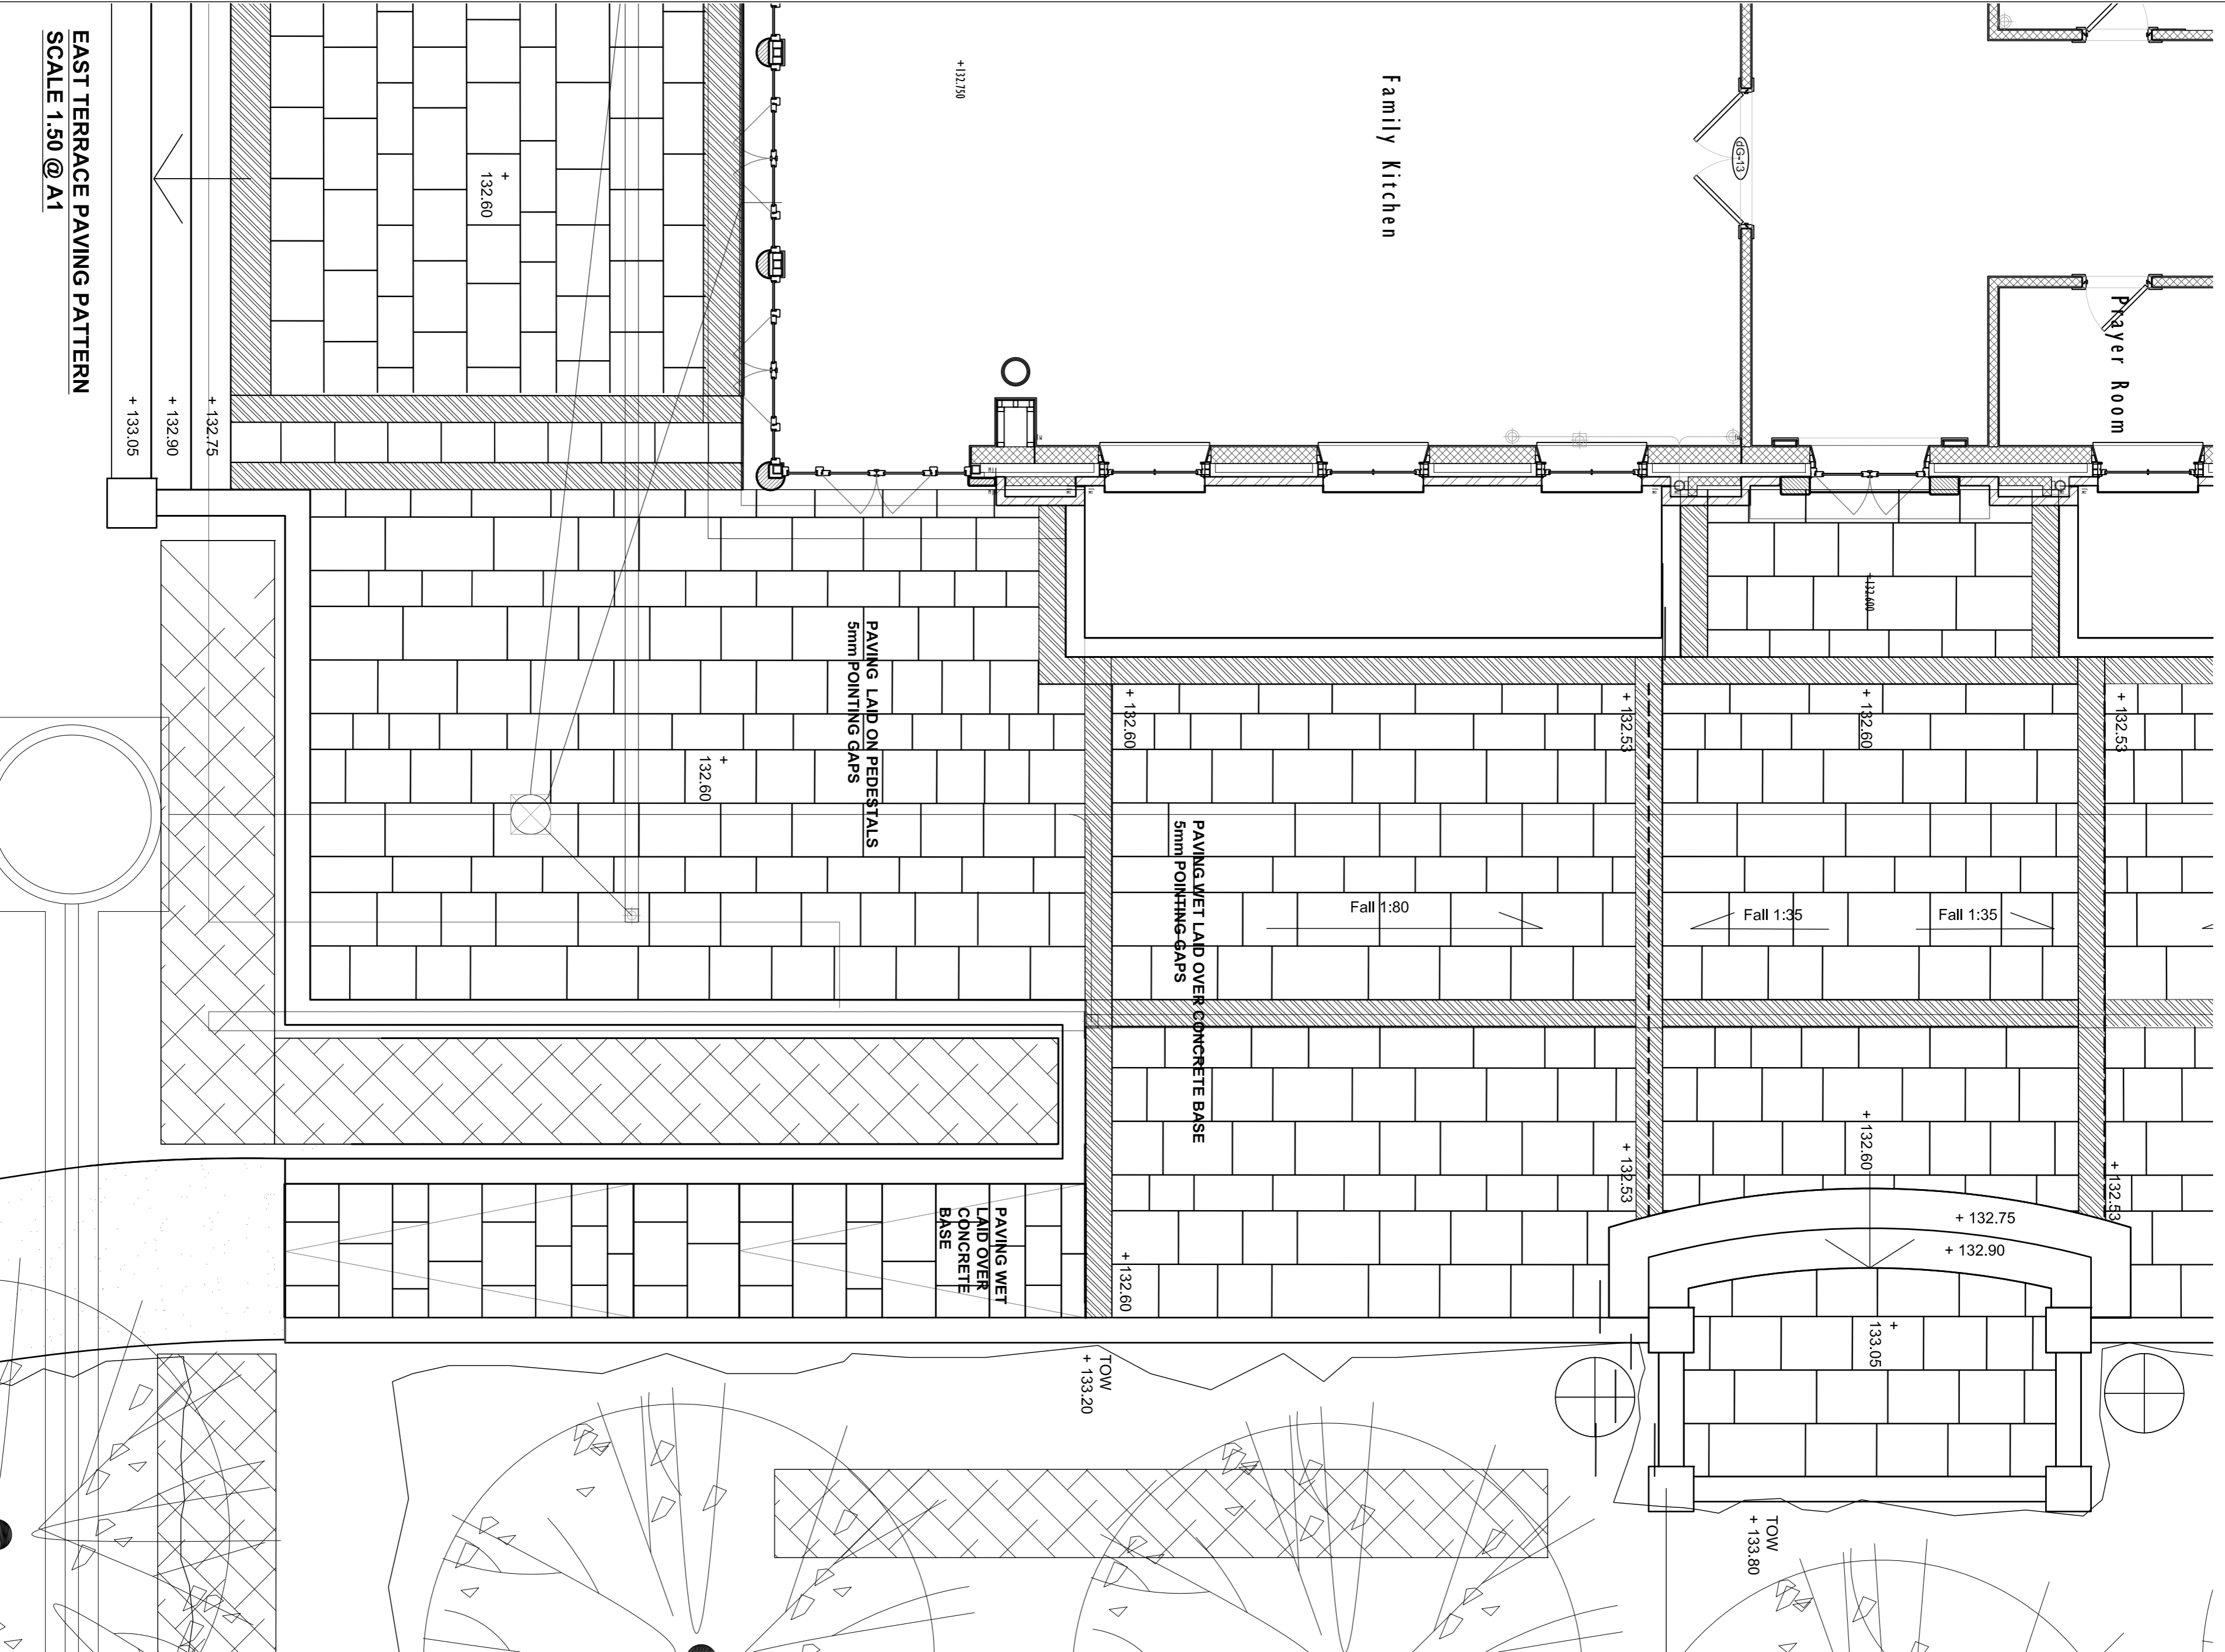 EAST TERRACE PAVING PATTERN
SCALE 1.50 @ A1
+ 133.05
+ 132.90
+ 132.75
+
132.60
+132.750
Family Kitchen
dG-13
Prayer Room
PAVING LAID ON PEDESTALS
5mm POINTING GAPS
+
132.60
+132.600
+ 132.60
+ 132.53
+ 132.60
+ 132.53
PAVING WET LAID OVER CONCRETE BASE
5mm POINTING GAPS
Fall 1:80
Fall 1:35
Fall 1:35
+ 132.60
+ 132.53
+ 132.60
+ 132.53
+ 132.75
+ 132.90
+
133.05
PAVING WET
LAID OVER
CONCRETE
BASE
TOW
+ 133.20
TOW
+ 133.80